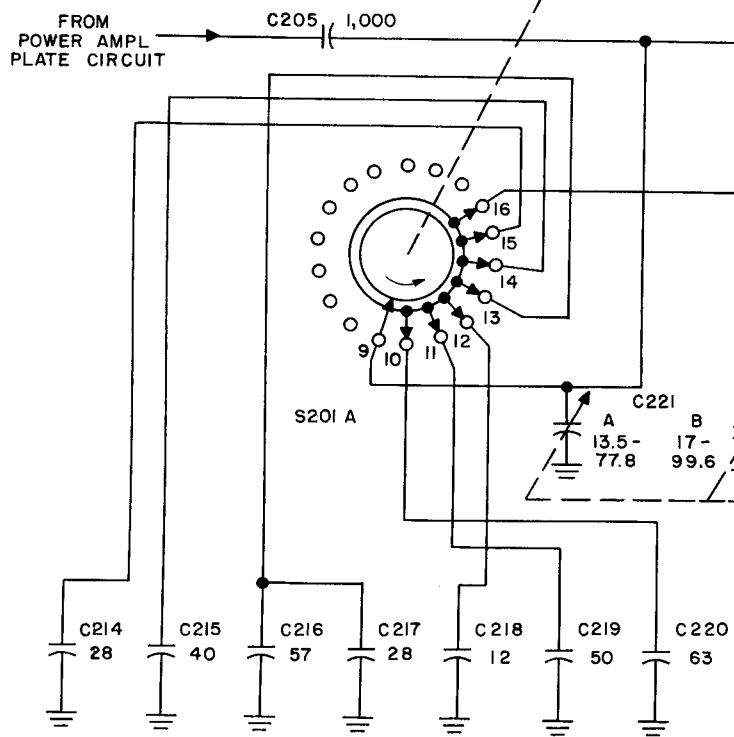 FROM
POWER AMPL
PLATE CIRCUIT
C205 1,000
16
15
14
13
12
11
10
9
S201 A
C221
A B
13.5- 17-
77.8 99.6
C214 C215 C216 C217 C218 C219 C220
28 40 57 28 12 50 63